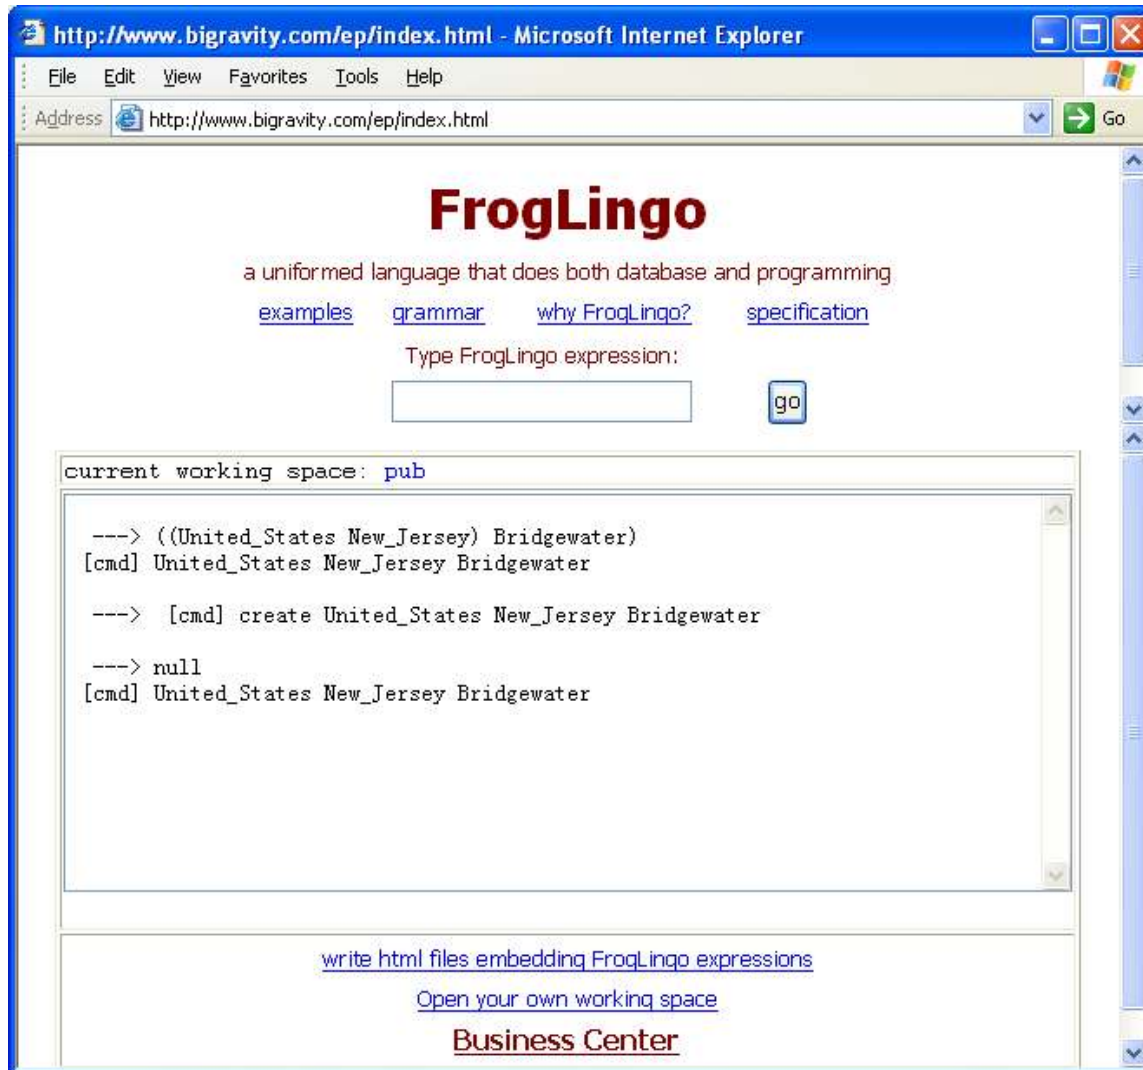 http://www.bigravity.com/ep/index.html - Microsoft Internet Explorer
File Edit View Favorites Tools Help
Address http://www.bigravity.com/ep/index.html Go
FrogLingo
a uniformed language that does both database and programming
examples grammar why FrogLingo? specification
Type FrogLingo expression:
go
current working space: pub
---> ((United_States New_Jersey) Bridgewater)
[cmd] United_States New_Jersey Bridgewater
---> [cmd] create United_States New_Jersey Bridgewater
---> null
[cmd] United_States New_Jersey Bridgewater
write html files embedding FrogLingo expressions
Open your own working space
Business Center